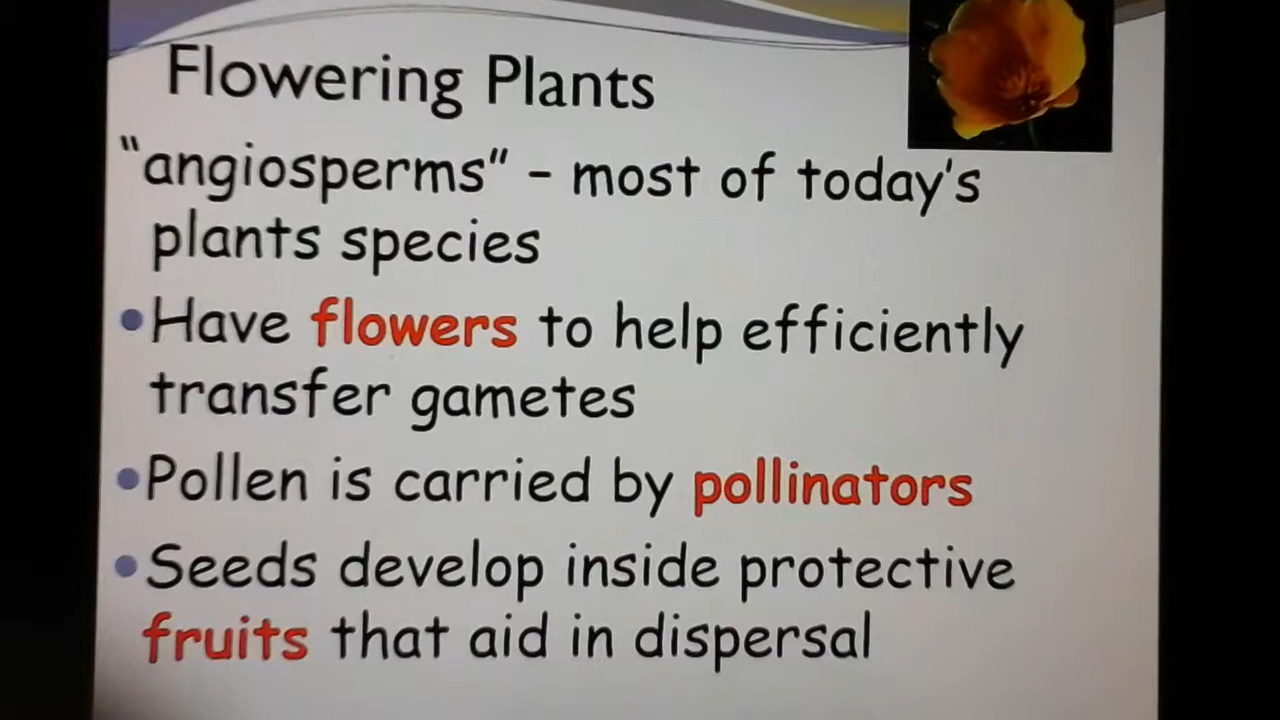 Flowering Plants
“angiosperms” – most of today’s
plants species
•Have flowers to help efficiently
transfer gametes
•Pollen is carried by pollinators
•Seeds develop inside protective
fruits that aid in dispersal